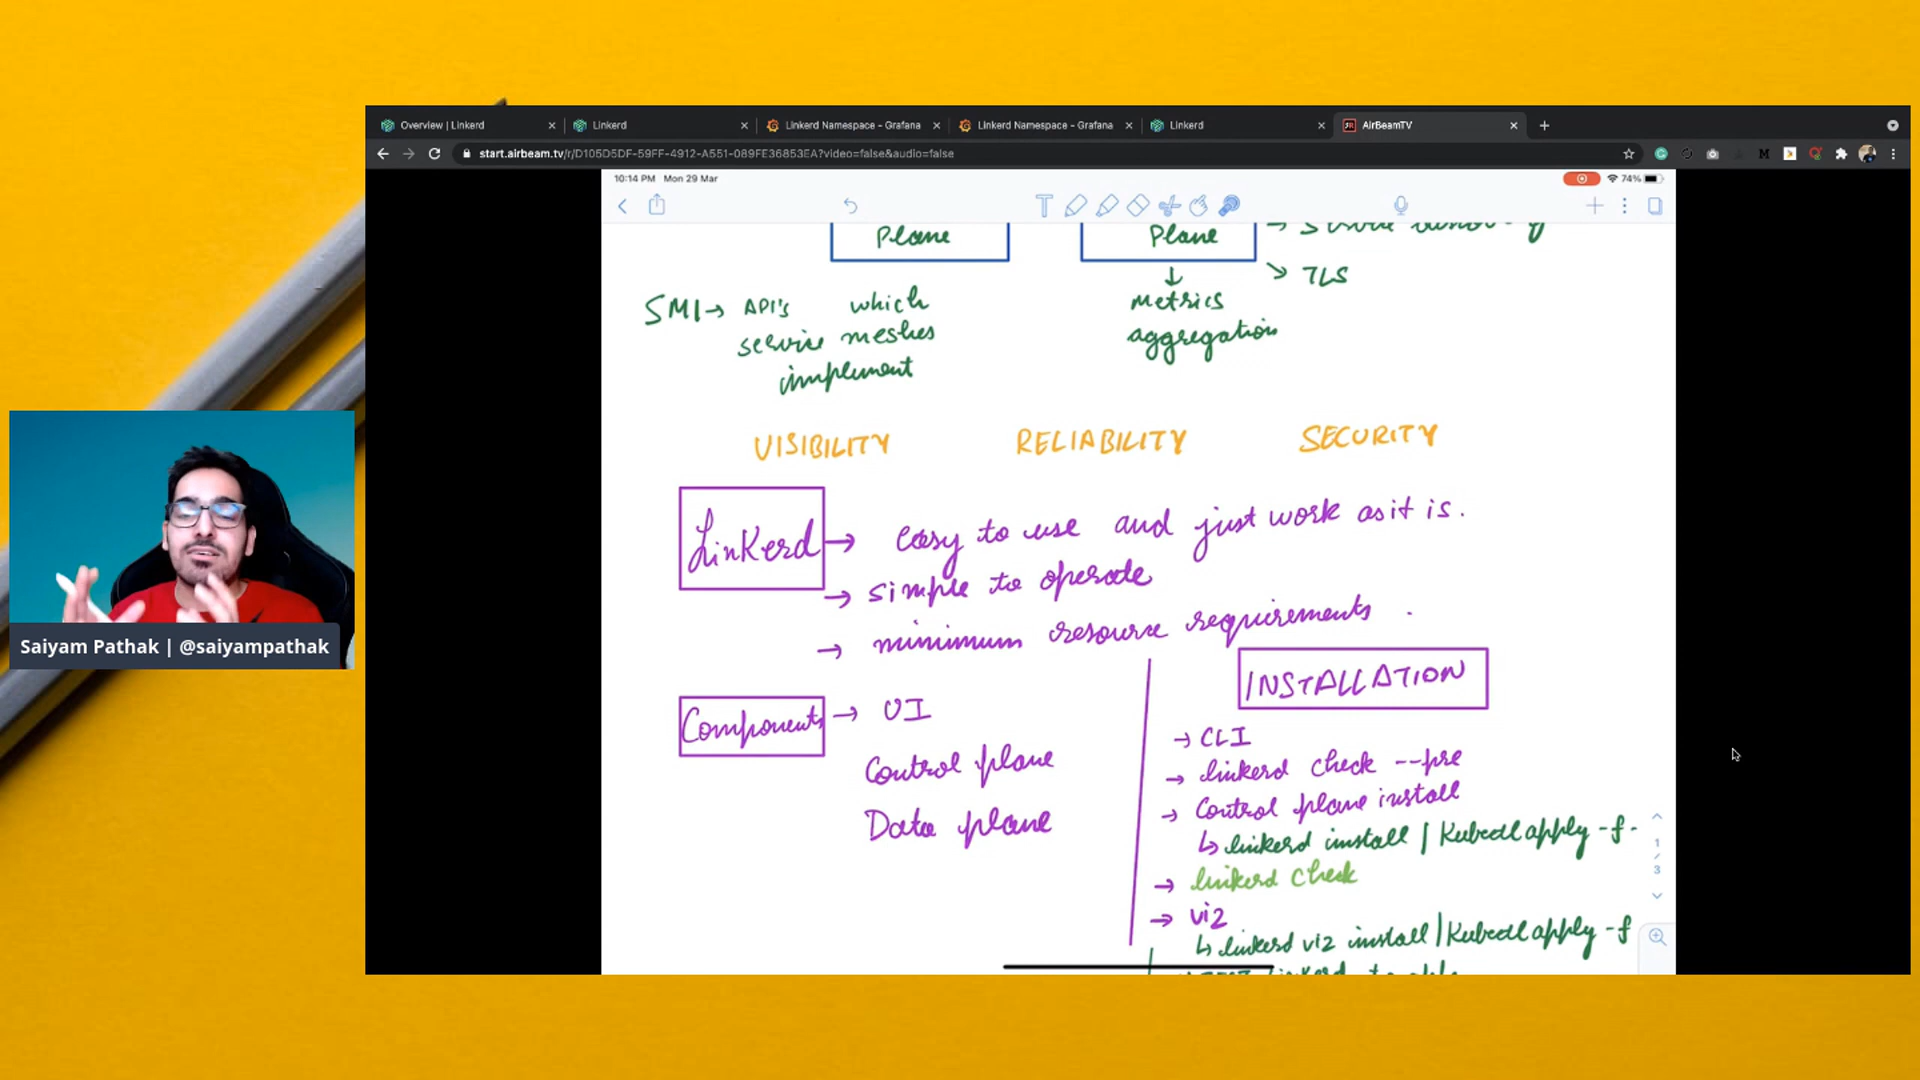 Overview | Linkerd
Linkerd
Linkerd Namespace - Grafana
Linkerd Namespace - Grafana
Linkerd
AirBeamTV
start.airbeam.tv/r/D105D5DF-59FF-4912-A551-089FE36853EA?video=false&audio=false
10:14 PM Mon 29 Mar
74%
Plane
Plane
TLS
SMI → API's which
service meshes
implement
metrics
aggregation
VISIBILITY RELIABILITY SECURITY
Linkerd → easy to use and just work as it is.
→ simple to operate
→ minimum resource requirements.
Components → UI
Control plane
Data plane
INSTALLATION
→ CLI
→ linkerd check --pre
→ Control plane install
↳ linkerd install | Kubectl apply -f -
→ linkerd check
→ viz
↳ linkerd viz install | Kubectl apply -f
1
/
3
Saiyam Pathak | @saiyampathak